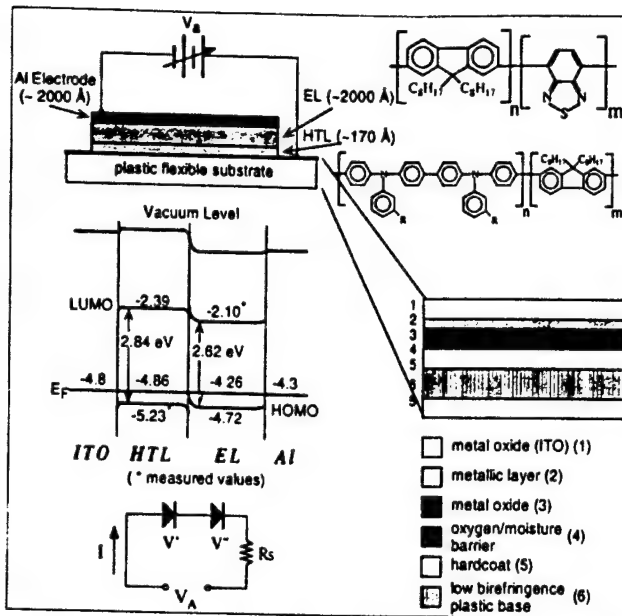 Va
Al Electrode
(~ 2000 Å)
EL (~2000 Å)
HTL (~170 Å)
plastic flexible substrate
C8H17 C8H17
n
N S N
m
N N
R R
n
C8H17 C8H17
m
Vacuum Level
LUMO
-2.39
-2.10*
2.84 eV
2.62 eV
EF
-4.8
-4.86
-4.26
-4.3
-5.23*
-4.72
HOMO
ITO HTL EL Al
(* measured values)
I
V' V"
Rs
VA
1
2
3
4
5
6
5
metal oxide (ITO) (1)
metallic layer (2)
metal oxide (3)
oxygen/moisture
barrier (4)
hardcoat (5)
low birefringence
plastic base (6)